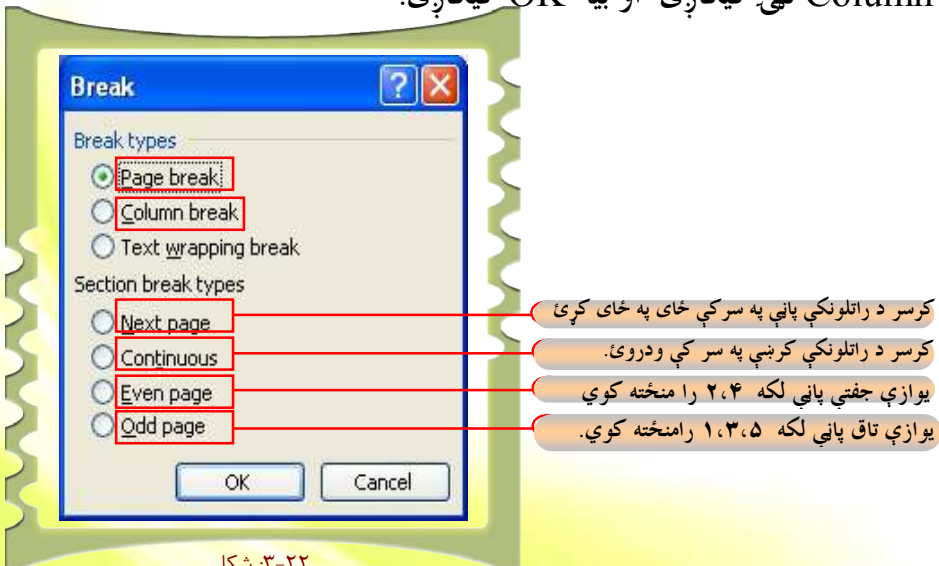 Column
OK
Break
Break types
Page break
Column break
Text wrapping break
Section break types
Next page
Continuous
Even page
Odd page
OK
Cancel
کرسر د راتلونکي پاڼې په سرکې ځای په ځای کړئ
کرسر د راتلونکې کرښې په سر کې ودروئ.
یوازې جفتې پاڼې لکه ۲،۴ را منځته کوي
یوازې تاق پاڼې لکه ۱،۳،۵ رامنځته کوي.